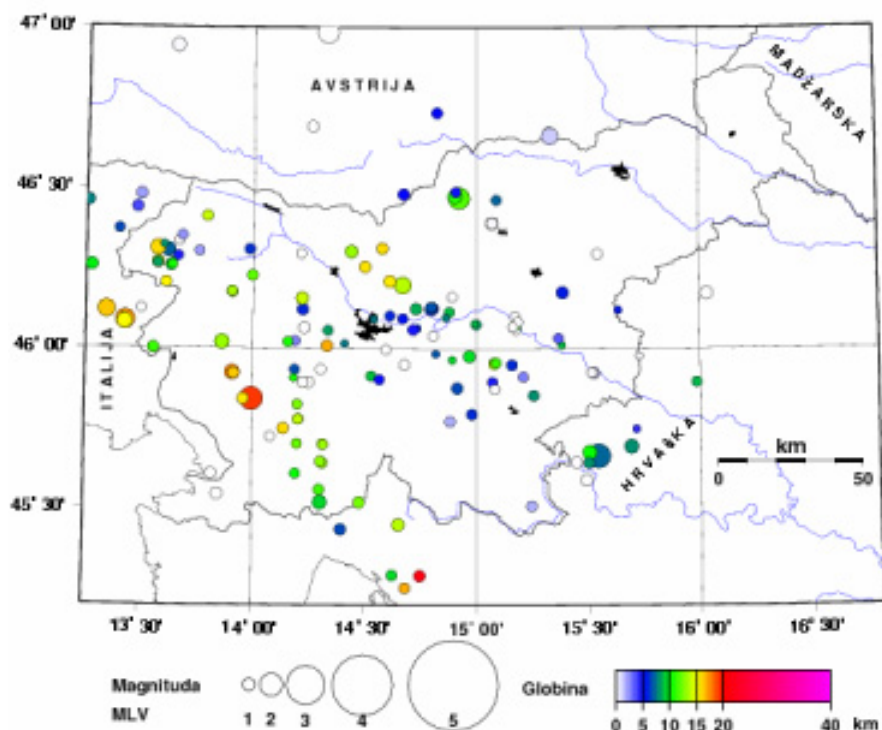 47° 00'
AVSTRIJA
MADŽARSKA
46° 30'
46° 00'
ITALIJA
HRVAŠKA
km
0 50
45° 30'
13° 30' 14° 00' 14° 30' 15° 00' 15° 30' 16° 00' 16° 30'
Magnituda
MLV
1 2 3 4 5
Globina
0 5 10 15 20 40 km